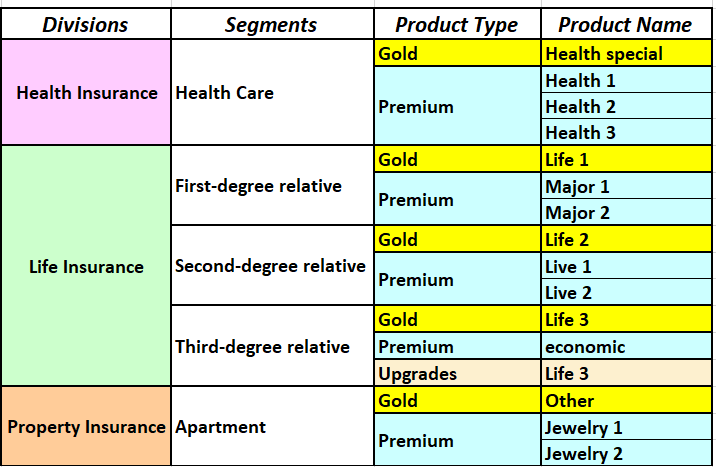 Divisions Segments Product Type Product Name
Health Insurance Health Care Gold Health special
Premium Health 1
Health 2
Health 3
Life Insurance First-degree relative Gold Life 1
Premium Major 1
Major 2
Second-degree relative Gold Life 2
Premium Live 1
Live 2
Third-degree relative Gold Life 3
Premium economic
Upgrades Life 3
Property Insurance Apartment Gold Other
Premium Jewelry 1
Jewelry 2